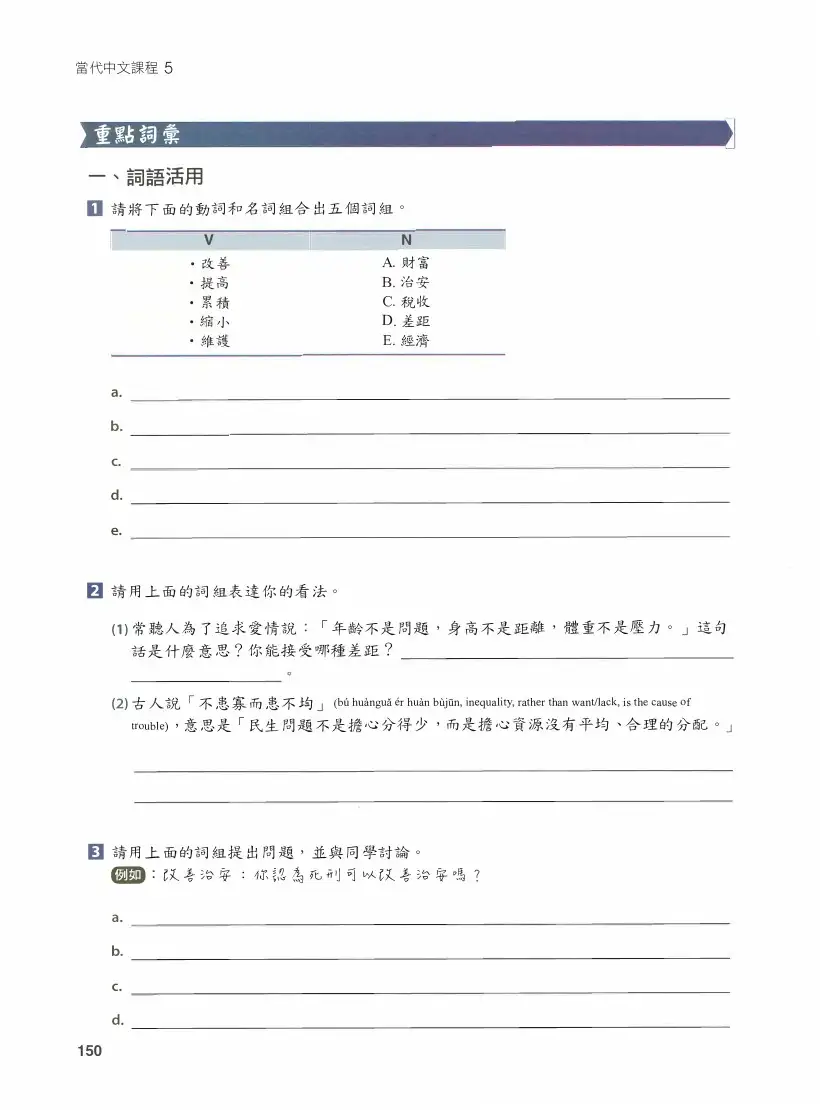 當代中文課程 5
重點詞彙
一、詞語活用
1 請將下面的動詞和名詞組合出五個詞組。
V N
・改善 A. 財富
・提高 B. 治安
・累積 C. 稅收
・縮小 D. 差距
・維護 E. 經濟
a.
b.
c.
d.
e.
2 請用上面的詞組表達你的看法。
(1) 常聽人為了追求愛情說：「年齡不是問題，身高不是距離，體重不是壓力。」這句
話是什麼意思？你能接受哪種差距？
。
(2) 古人說「不患寡而患不均」(bú huànguǎ ér huàn bùjūn, inequality, rather than want/lack, is the cause of
trouble)，意思是「民生問題不是擔心分得少，而是擔心資源沒有平均、合理的分配。」
3 請用上面的詞組提出問題，並與同學討論。
例如：改善治安：你認為死刑可以改善治安嗎？
a.
b.
c.
d.
150